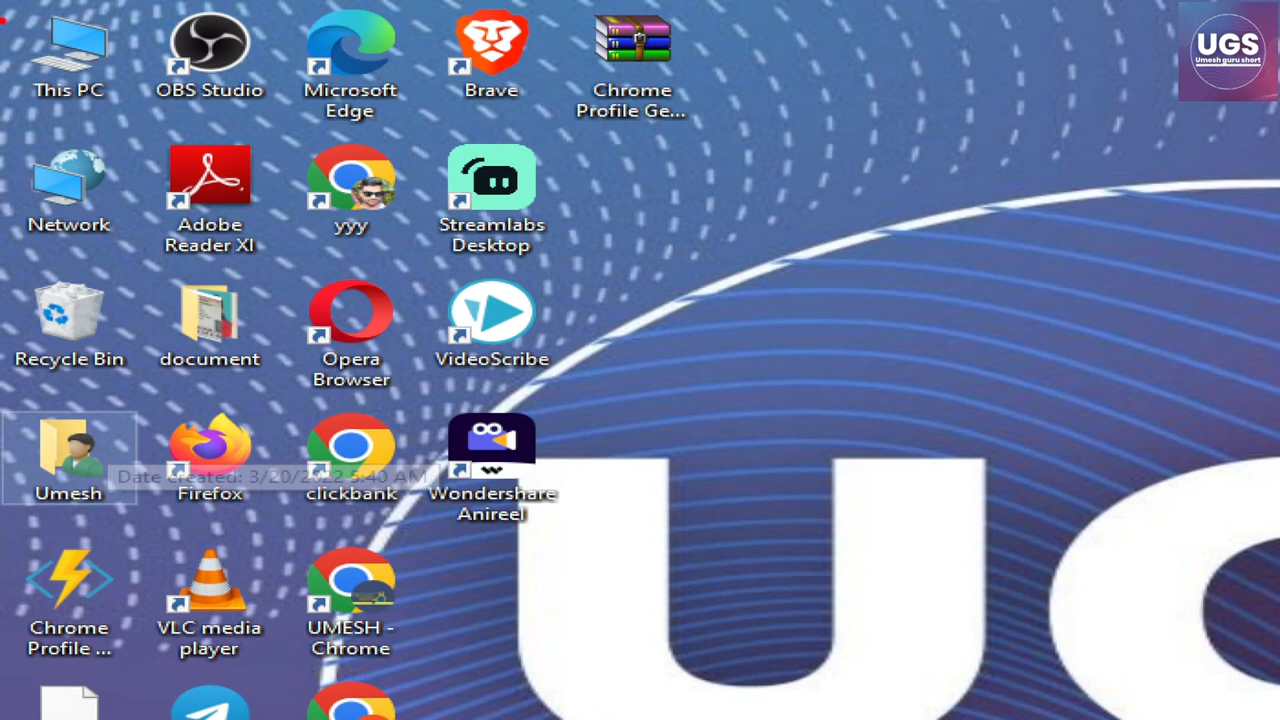 This PC
OBS Studio
Microsoft
Edge
Brave
Chrome
Profile Ge...
UGS
Umesh guru short
Network
Adobe
Reader XI
yyy
Streamlabs
Desktop
Recycle Bin
document
Opera
Browser
VideoScribe
Umesh
Date created: 3/20/2022 5:40 AM
Firefox
clickbank
Wondershare
Anireel
Chrome
Profile ...
VLC media
player
UMESH -
Chrome
UG